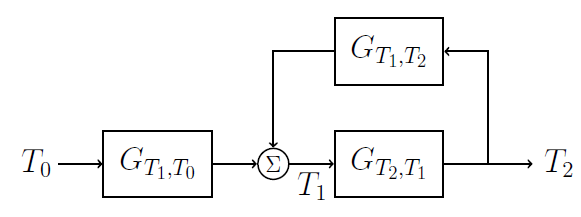 G_{T_1,T_2}
T_0 G_{T_1,T_0} Σ T_1 G_{T_2,T_1} T_2